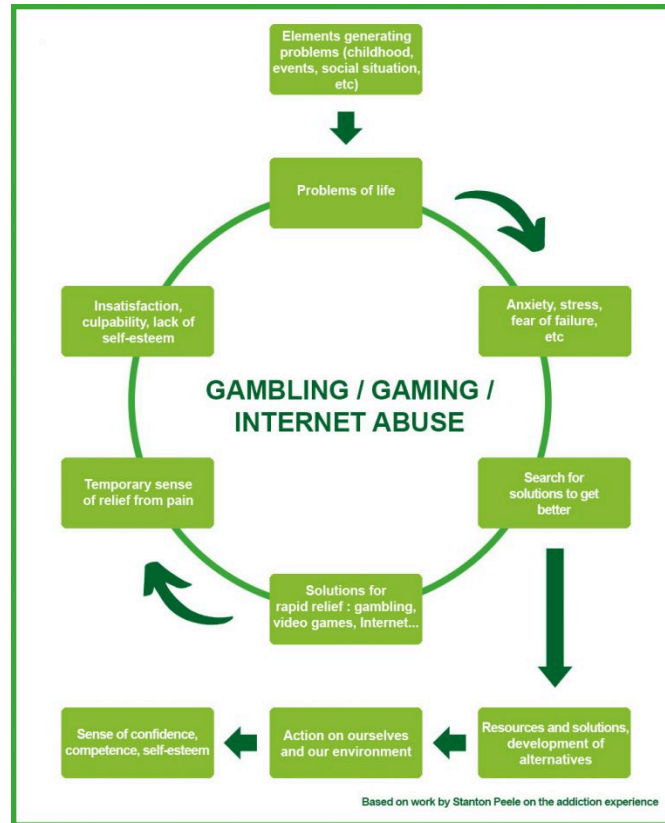 Elements generating
problems (childhood,
events, social situation,
etc)
Problems of life
Anxiety, stress,
fear of failure,
etc
Search for
solutions to get
better
Solutions for
rapid relief : gambling,
video games, Internet...
Temporary sense
of relief from pain
Insatisfaction,
culpability, lack of
self-esteem
GAMBLING / GAMING /
INTERNET ABUSE
Resources and solutions,
development of
alternatives
Action on ourselves
and our environment
Sense of confidence,
competence, self-esteem
Based on work by Stanton Peele on the addiction experience